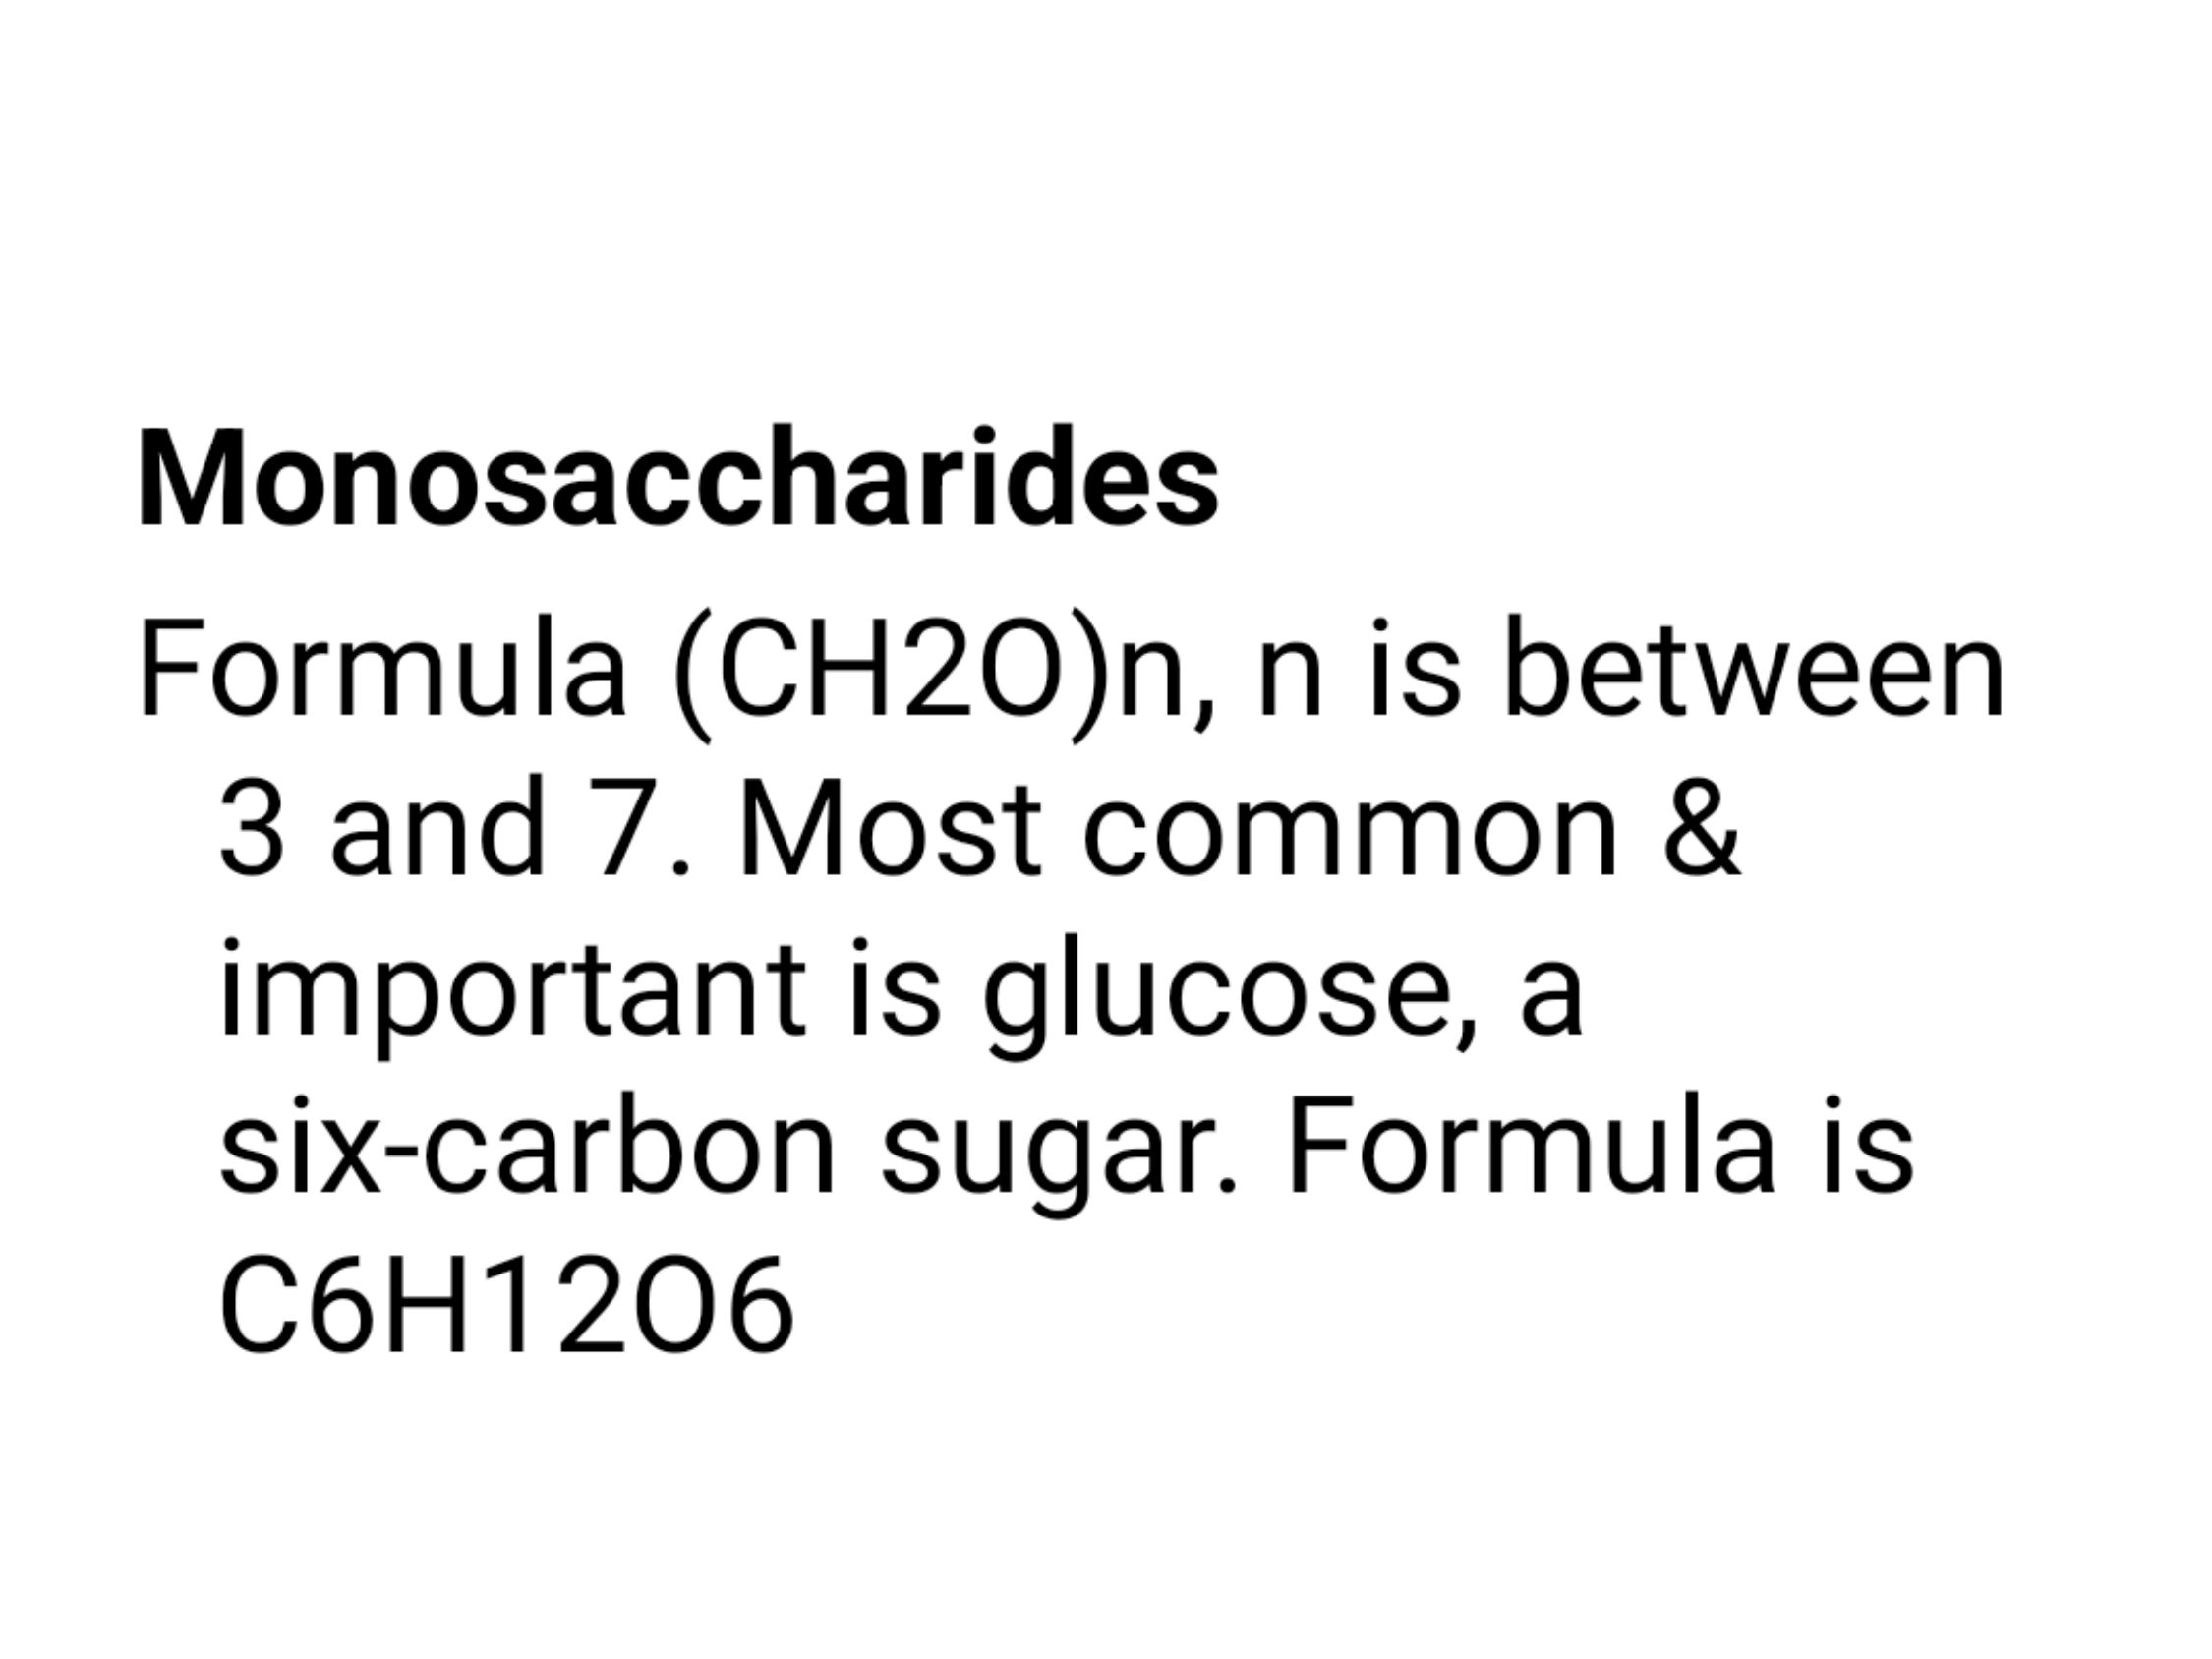 Monosaccharides
Formula (CH2O)n, n is between
3 and 7. Most common &
important is glucose, a
six-carbon sugar. Formula is
C6H12O6